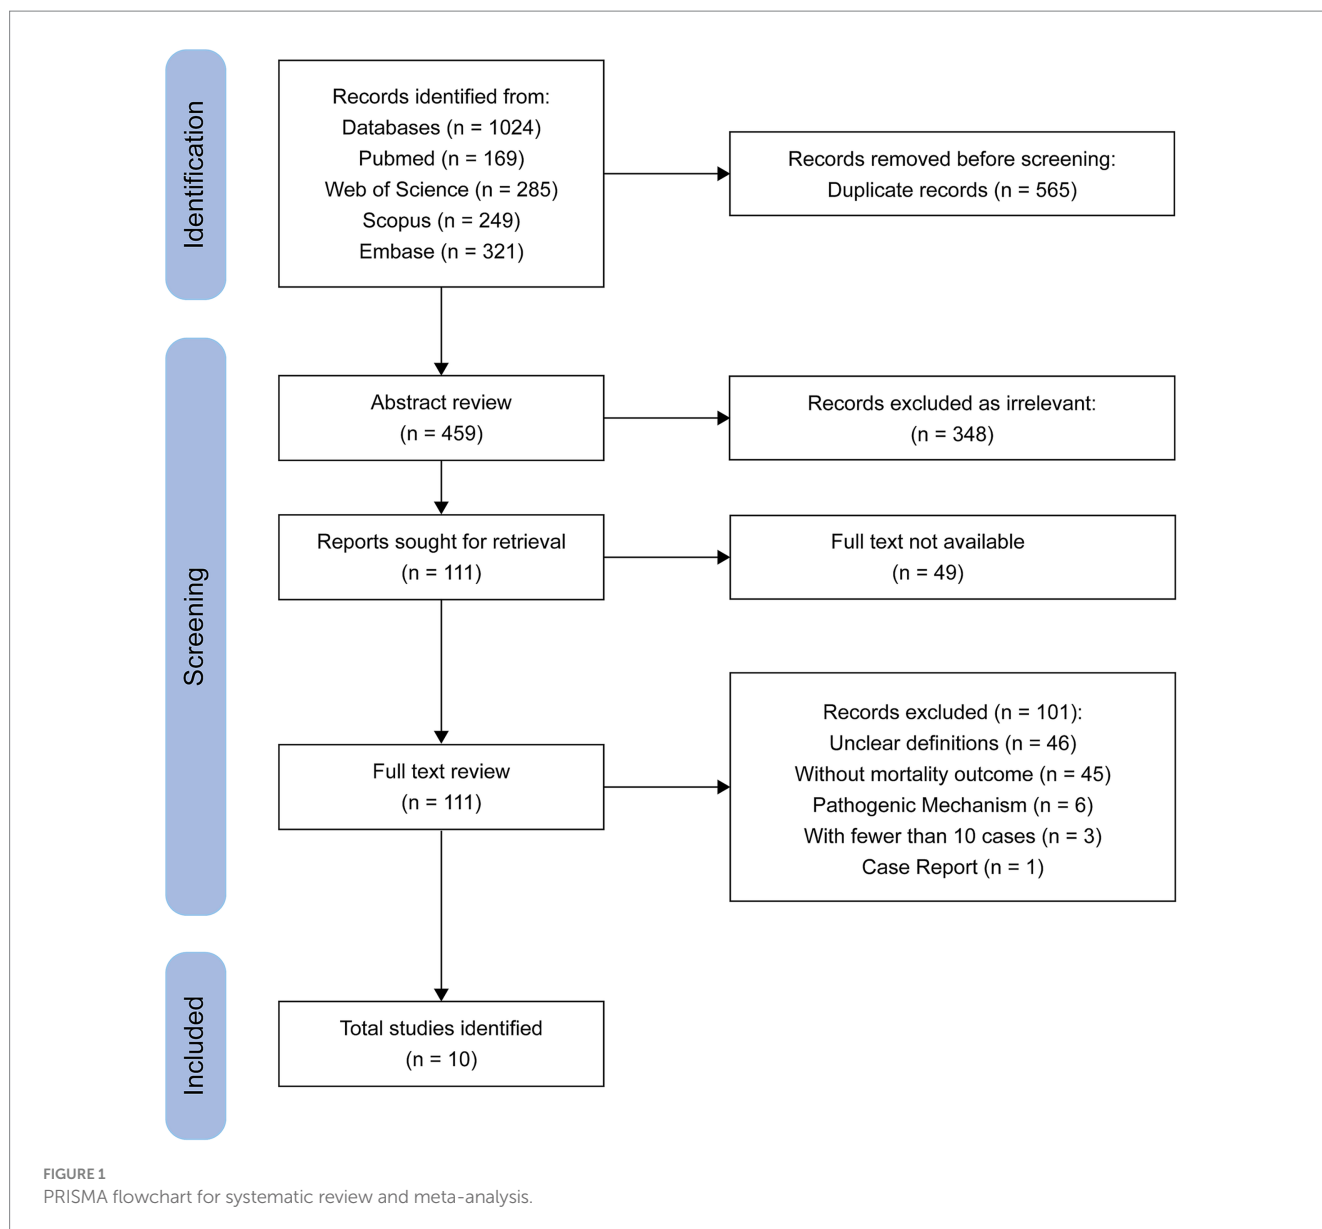 Identification
Records identified from:
Databases (n = 1024)
Pubmed (n = 169)
Web of Science (n = 285)
Scopus (n = 249)
Embase (n = 321)
Records removed before screening:
Duplicate records (n = 565)
Screening
Abstract review
(n = 459)
Records excluded as irrelevant:
(n = 348)
Reports sought for retrieval
(n = 111)
Full text not available
(n = 49)
Full text review
(n = 111)
Records excluded (n = 101):
Unclear definitions (n = 46)
Without mortality outcome (n = 45)
Pathogenic Mechanism (n = 6)
With fewer than 10 cases (n = 3)
Case Report (n = 1)
Included
Total studies identified
(n = 10)
FIGURE 1
PRISMA flowchart for systematic review and meta-analysis.